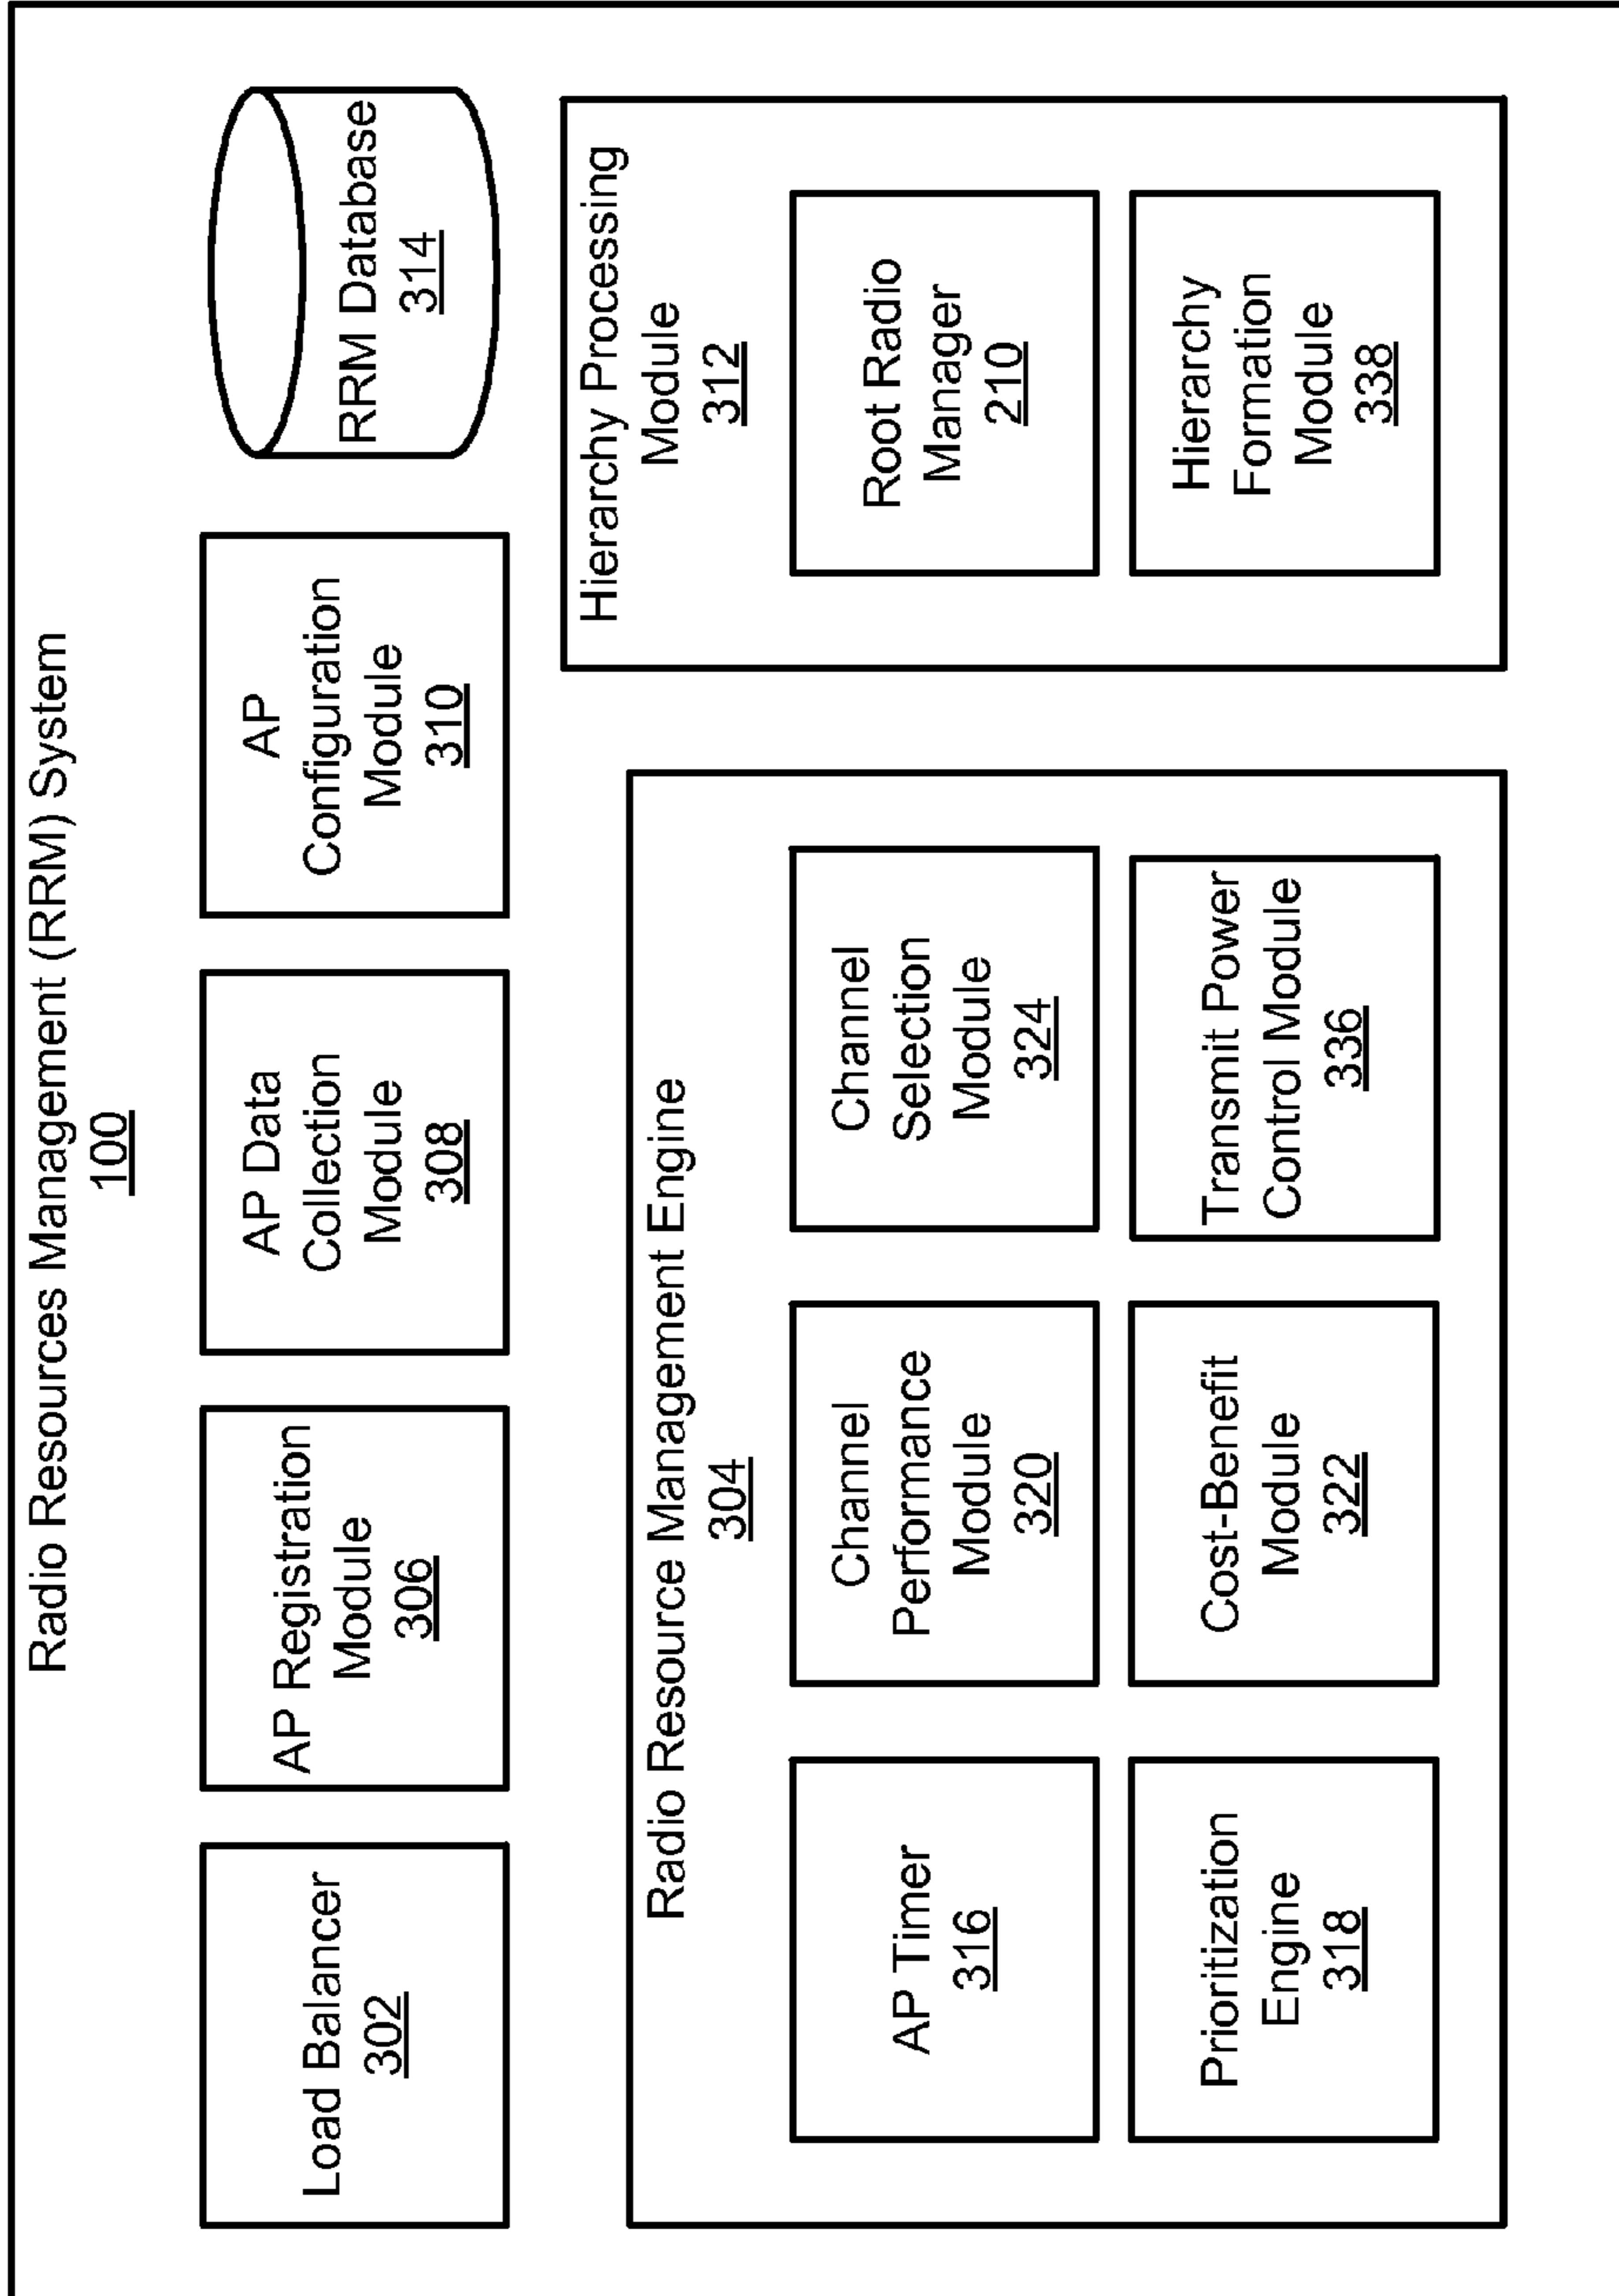 Radio Resources Management (RRM) System
100
Load Balancer
302
AP Registration
Module
306
AP Data
Collection
Module
308
AP
Configuration
Module
310
RRM Database
314
Radio Resource Management Engine
304
AP Timer
316
Channel
Performance
Module
320
Channel
Selection
Module
324
Prioritization
Engine
318
Cost-Benefit
Module
322
Transmit Power
Control Module
336
Hierarchy Processing
Module
312
Root Radio
Manager
210
Hierarchy
Formation
Module
338